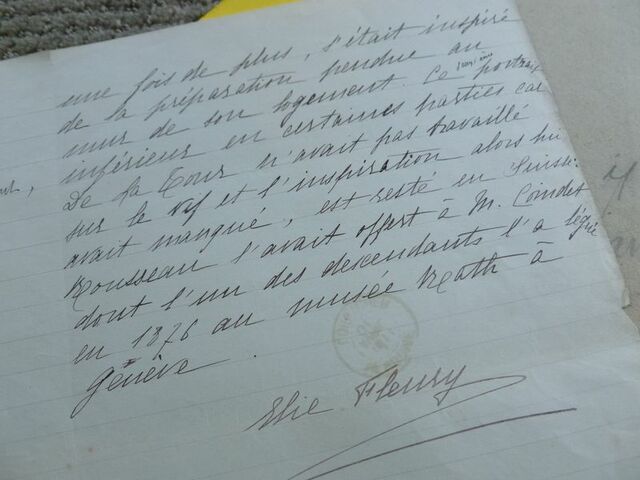 une fois de plus, s'était inspiré
de la préparation pendue au
mur de son logement. Ce portrait
inférieur en certaines parties car
De La Tour n'avait pas travaillé
sur le vif et l'inspiration alors lui
avait manqué, est resté en Suisse.
Rousseau l'avait offert à M. Coindet
dont l'un des descendants l'a légué
en 1876 au musée Rath à
Genève.
Elie Fleury